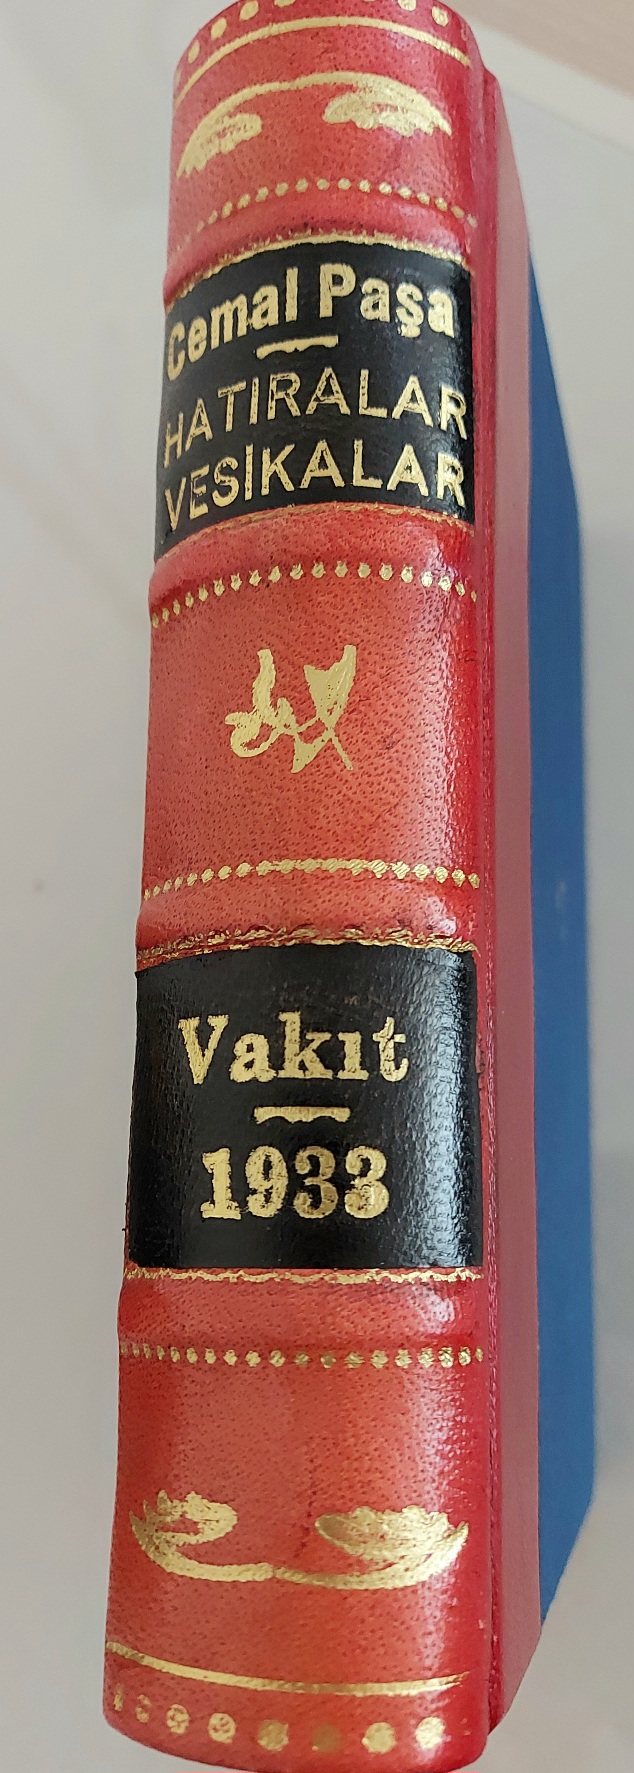 Cemal Paşa
HATIRALAR
VESİKALAR
Vakıt
1933